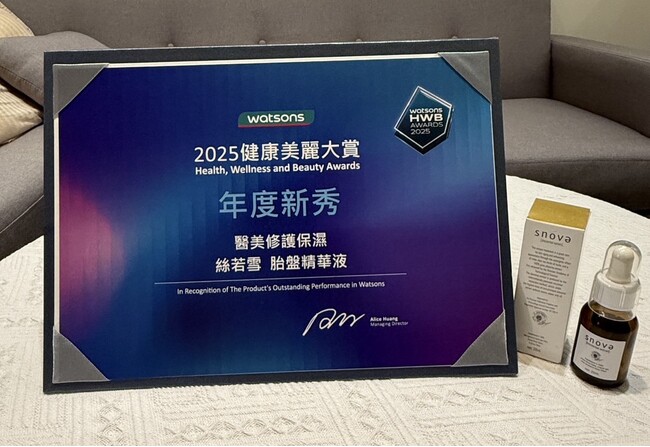 watsons
watsons
HWB
AWARDS
2025
2025健康美麗大賞
Health, Wellness and Beauty Awards
年度新秀
醫美修護保濕
絲若雪 胎盤精華液
In Recognition of The Product's Outstanding Performance in Watsons
Alice Huang
Managing Director
snova
snova